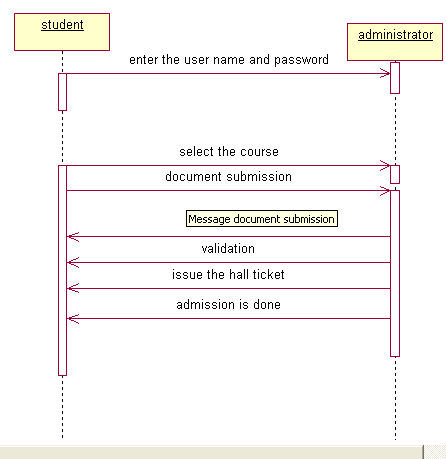 student
administrator
enter the user name and password
select the course
document submission
Message document submission
validation
issue the hall ticket
admission is done